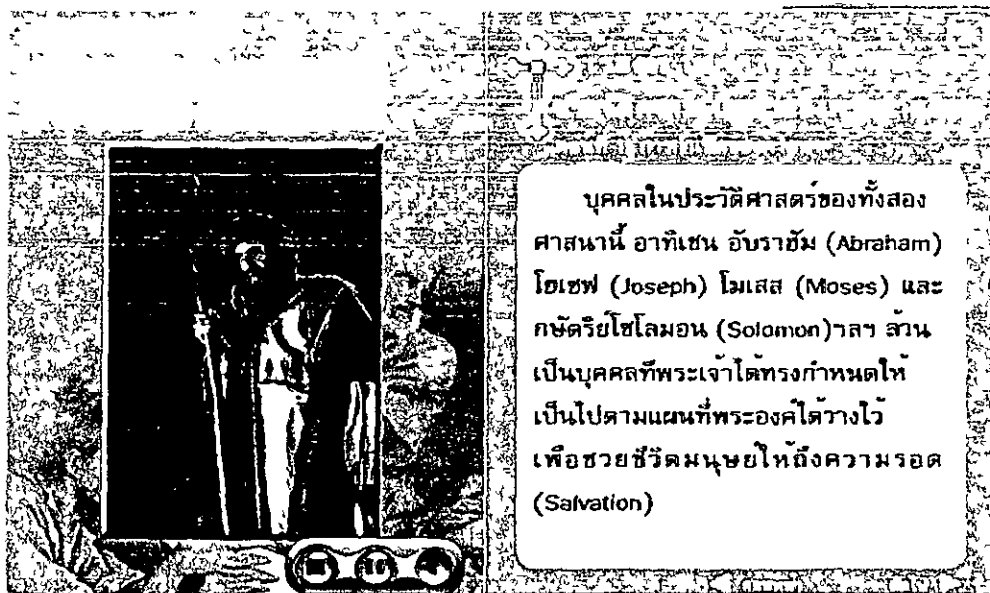 บุคคลในประวัติศาสตร์ของทั้งสอง
ศาสนานี้ อาทิเช่น อับราฮัม (Abraham)
โยเซฟ (Joseph) โมเสส (Moses) และ
กษัตริย์โซโลมอน (Solomon)ฯลฯ ล้วน
เป็นบุคคลที่พระเจ้าได้ทรงกำหนดให้
เป็นไปตามแผนที่พระองค์ได้วางไว้
เพื่อช่วยชีวิตมนุษย์ให้ถึงความรอด
(Salvation)